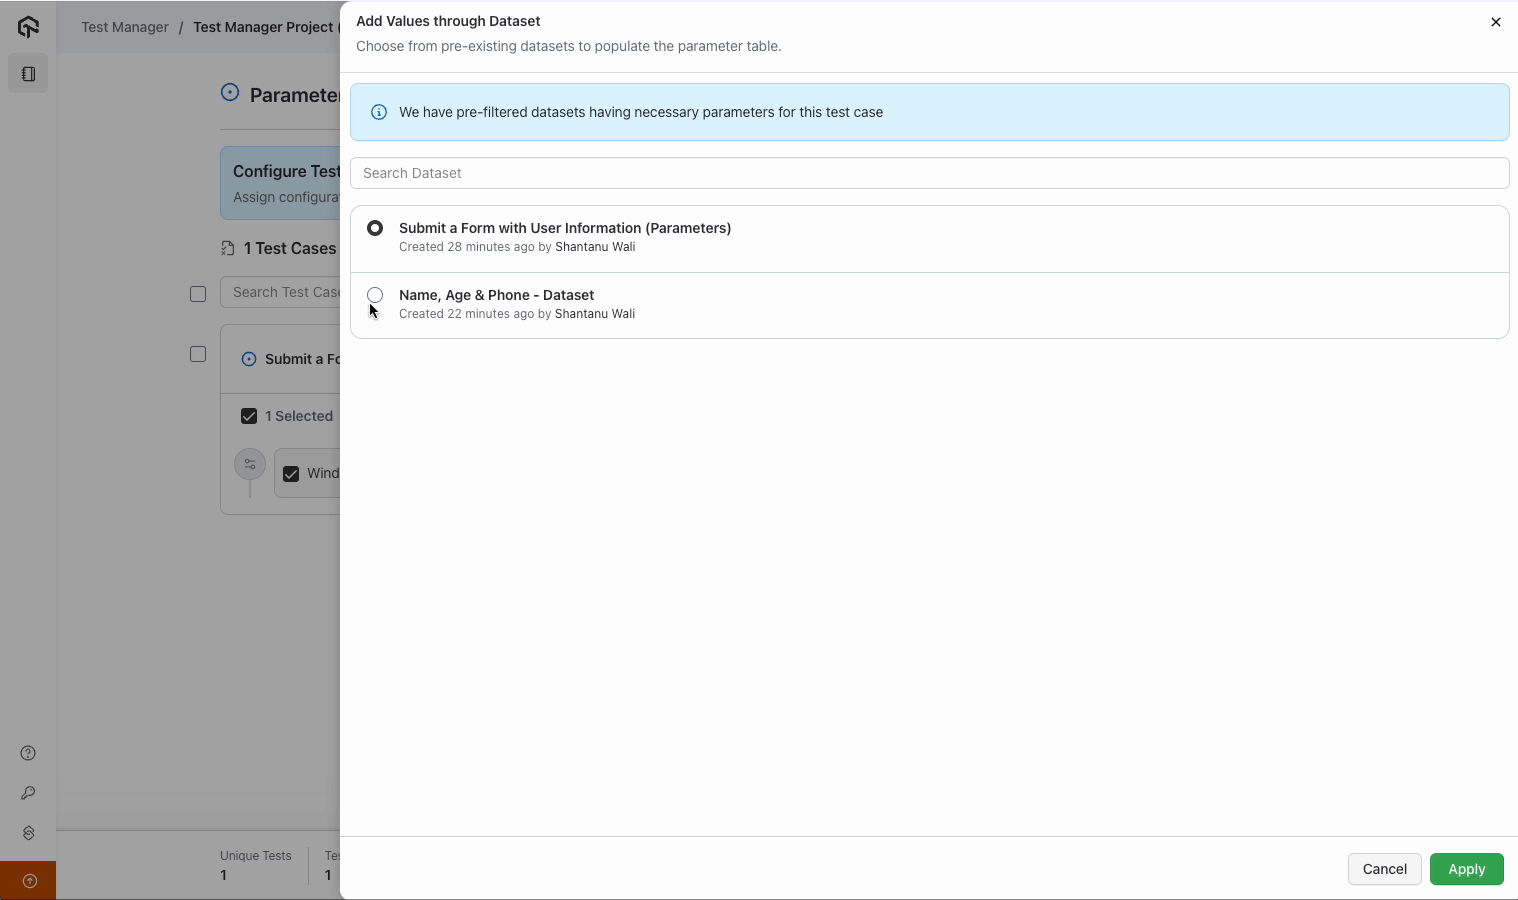 Test Manager / Test Manager Project (
Parameter
Configure Test
Assign configura
1 Test Cases
Search Test Case
Submit a Fo
1 Selected
Wind
Unique Tests
1
Tes
1
Add Values through Dataset
Choose from pre-existing datasets to populate the parameter table.
We have pre-filtered datasets having necessary parameters for this test case
Search Dataset
Submit a Form with User Information (Parameters)
Created 28 minutes ago by Shantanu Wali
Name, Age & Phone - Dataset
Created 22 minutes ago by Shantanu Wali
Cancel
Apply